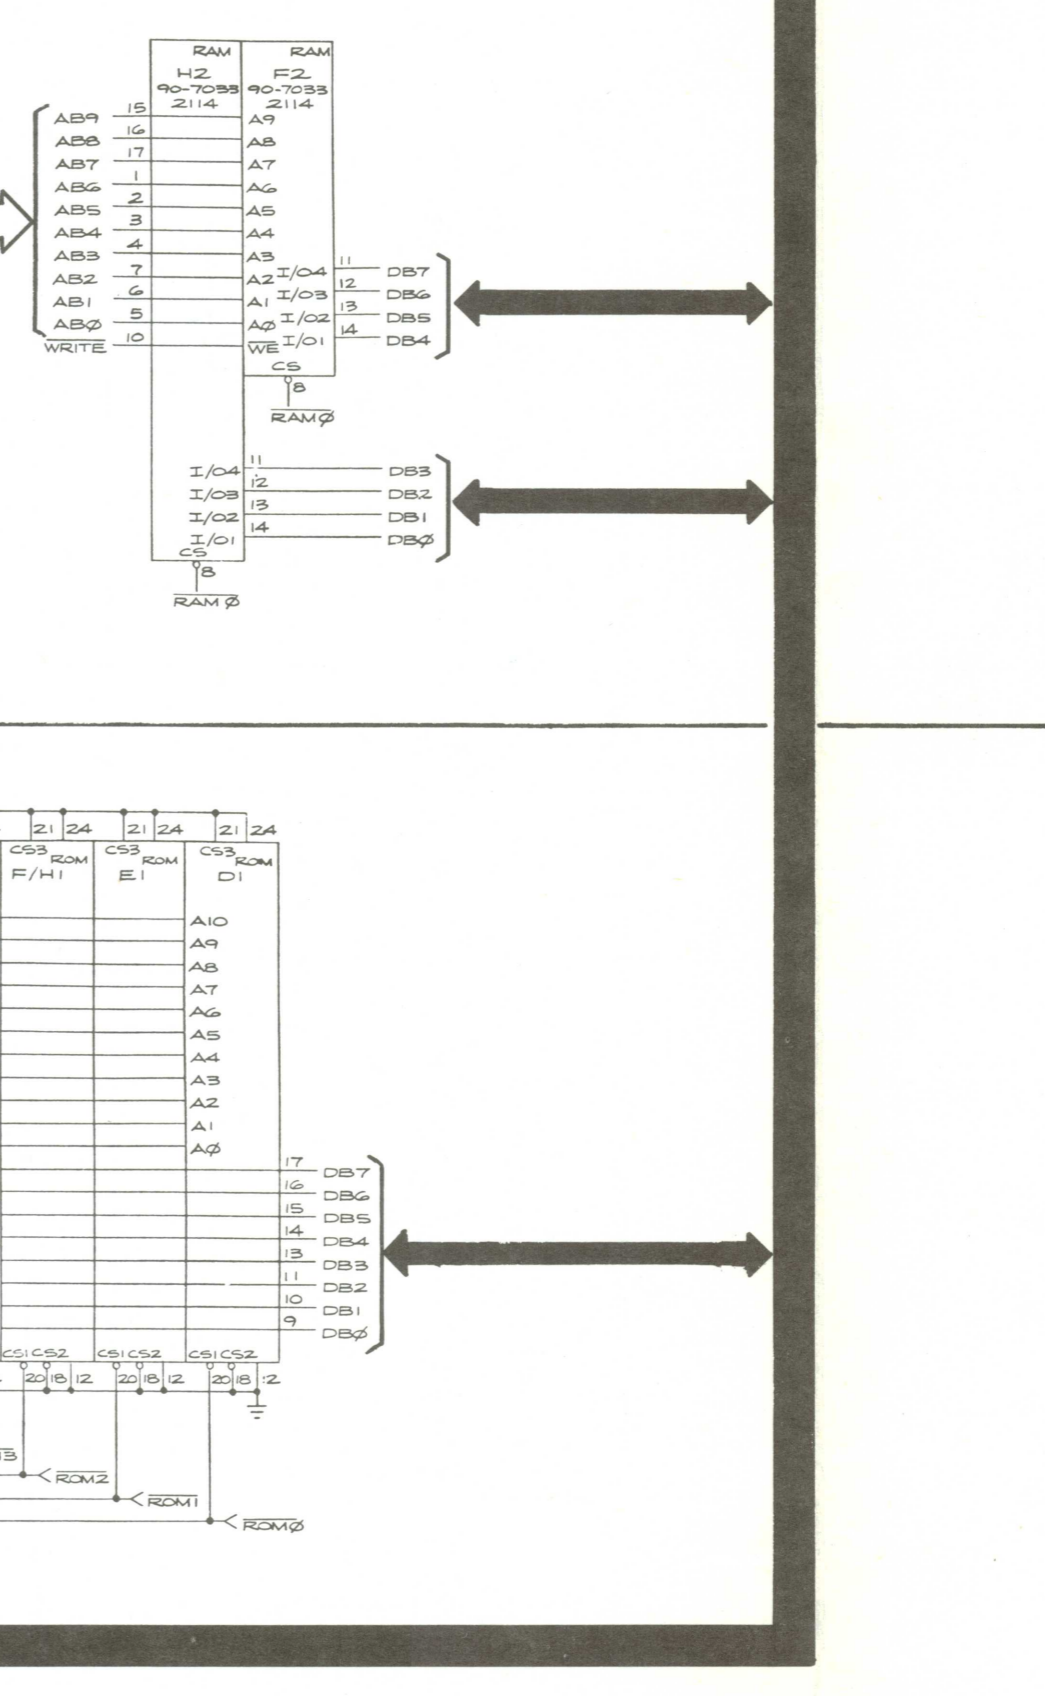 RAM RAM
H2 F2
90-7033 90-7033
2114 2114
AB9 15 A9
AB8 16 A8
AB7 17 A7
AB6 1 A6
AB5 2 A5
AB4 3 A4
AB3 4 A3
AB2 7 A2 I/O4 11 DB7
AB1 6 A1 I/O3 12 DB6
ABØ 5 AØ I/O2 13 DB5
WRITE 10 WE I/O1 14 DB4
CS
8
RAMØ
I/O4 11 DB3
I/O3 12 DB2
I/O2 13 DB1
I/O1 14 DBØ
CS
8
RAMØ
21 24 21 24 21 24
CS3 ROM CS3 ROM CS3 ROM
F/H1 E1 D1
A10
A9
A8
A7
A6
A5
A4
A3
A2
A1
AØ
17 DB7
16 DB6
15 DB5
14 DB4
13 DB3
11 DB2
10 DB1
9 DBØ
CS1 CS2 CS1 CS2 CS1 CS2
20 18 12 20 18 12 20 18 12
ROM2
ROM1
ROMØ